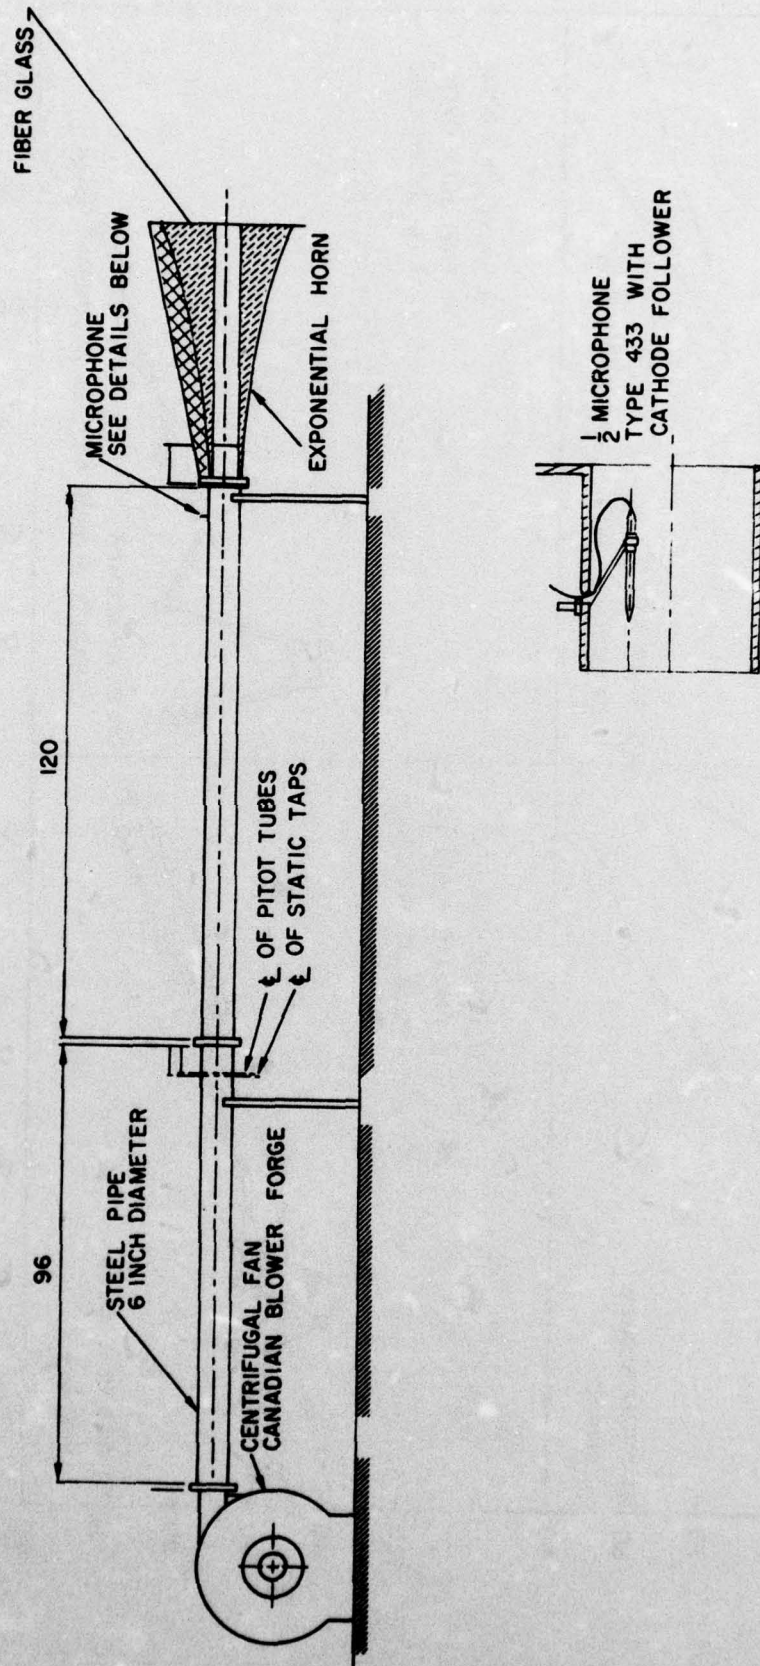 FIBER GLASS
MICROPHONE
SEE DETAILS BELOW
EXPONENTIAL HORN
120
℄ OF PITOT TUBES
℄ OF STATIC TAPS
96
STEEL PIPE
6 INCH DIAMETER
CENTRIFUGAL FAN
CANADIAN BLOWER FORGE
1/2 MICROPHONE
TYPE 433 WITH
CATHODE FOLLOWER